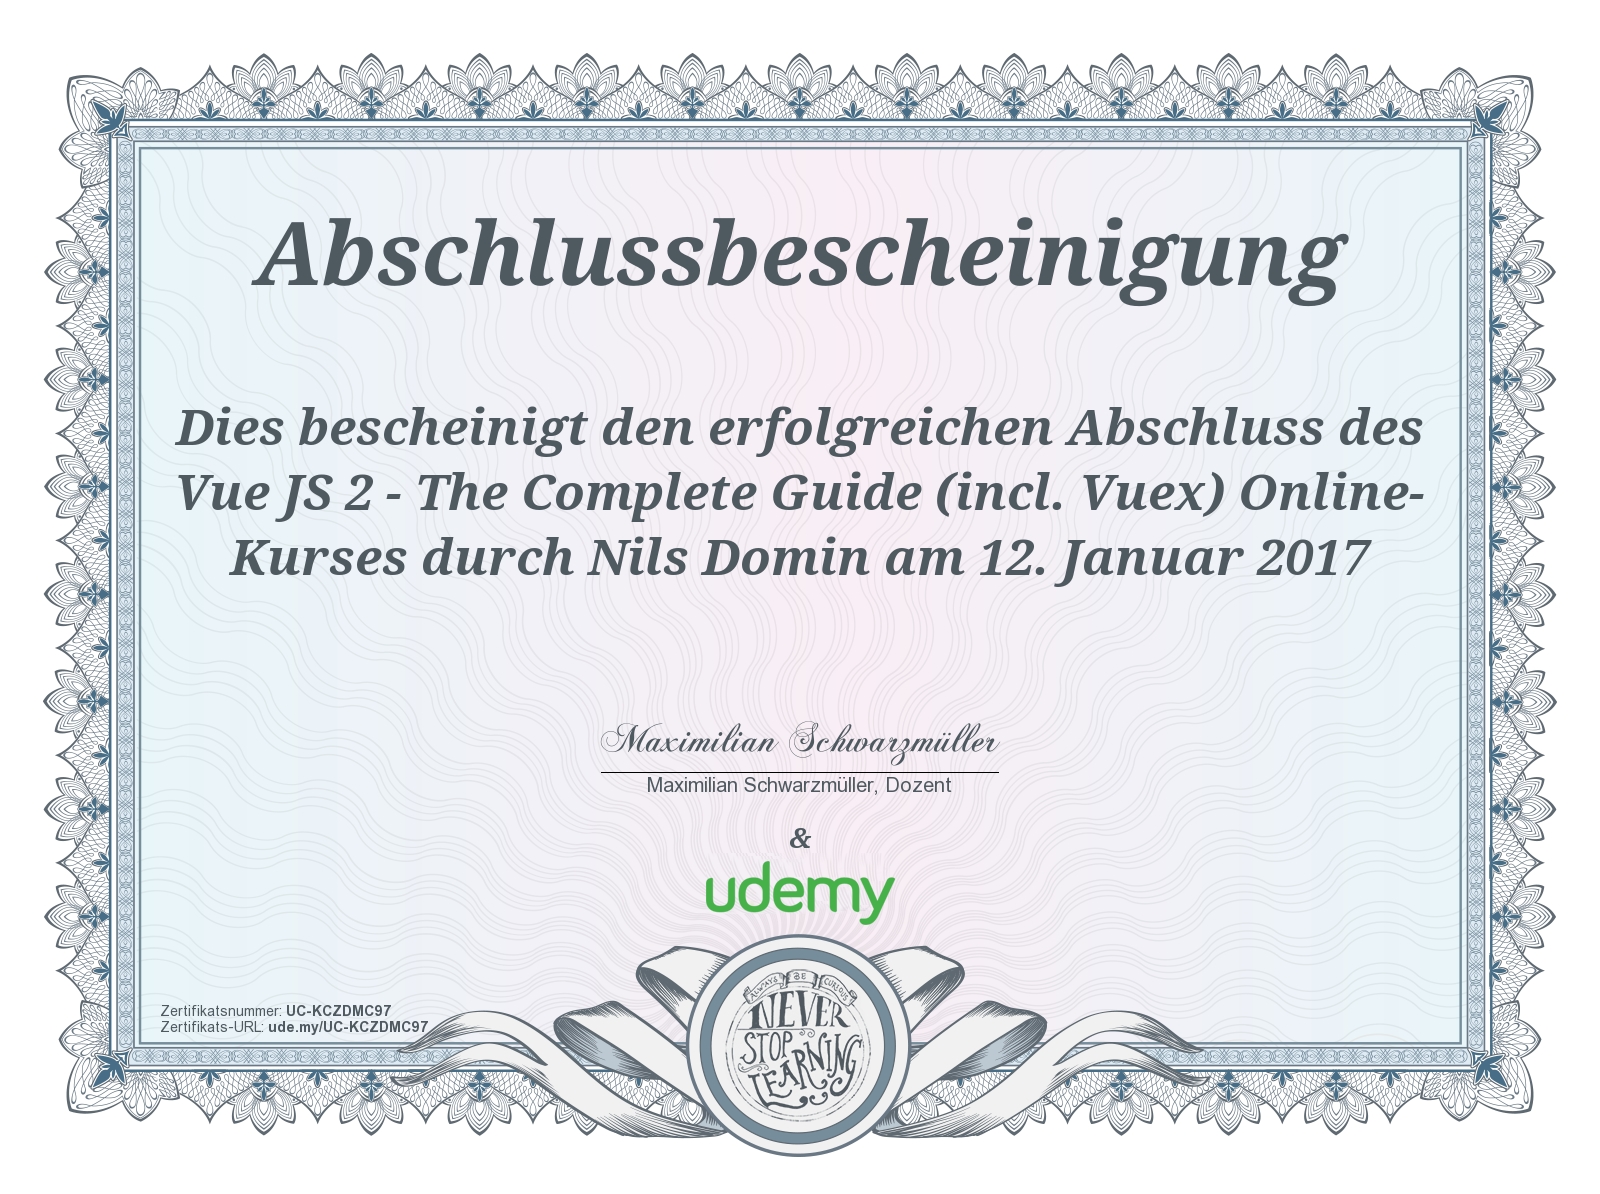 Abschlussbescheinigung
Dies bescheinigt den erfolgreichen Abschluss des
Vue JS 2 - The Complete Guide (incl. Vuex) Online-
Kurses durch Nils Domin am 12. Januar 2017
Maximilian Schwarzmüller
Maximilian Schwarzmüller, Dozent
&
udemy
Zertifikatsnummer: UC-KCZDMC97
Zertifikats-URL: ude.my/UC-KCZDMC97
ALWAYS BE CURIOUS
NEVER
STOP
LEARNING